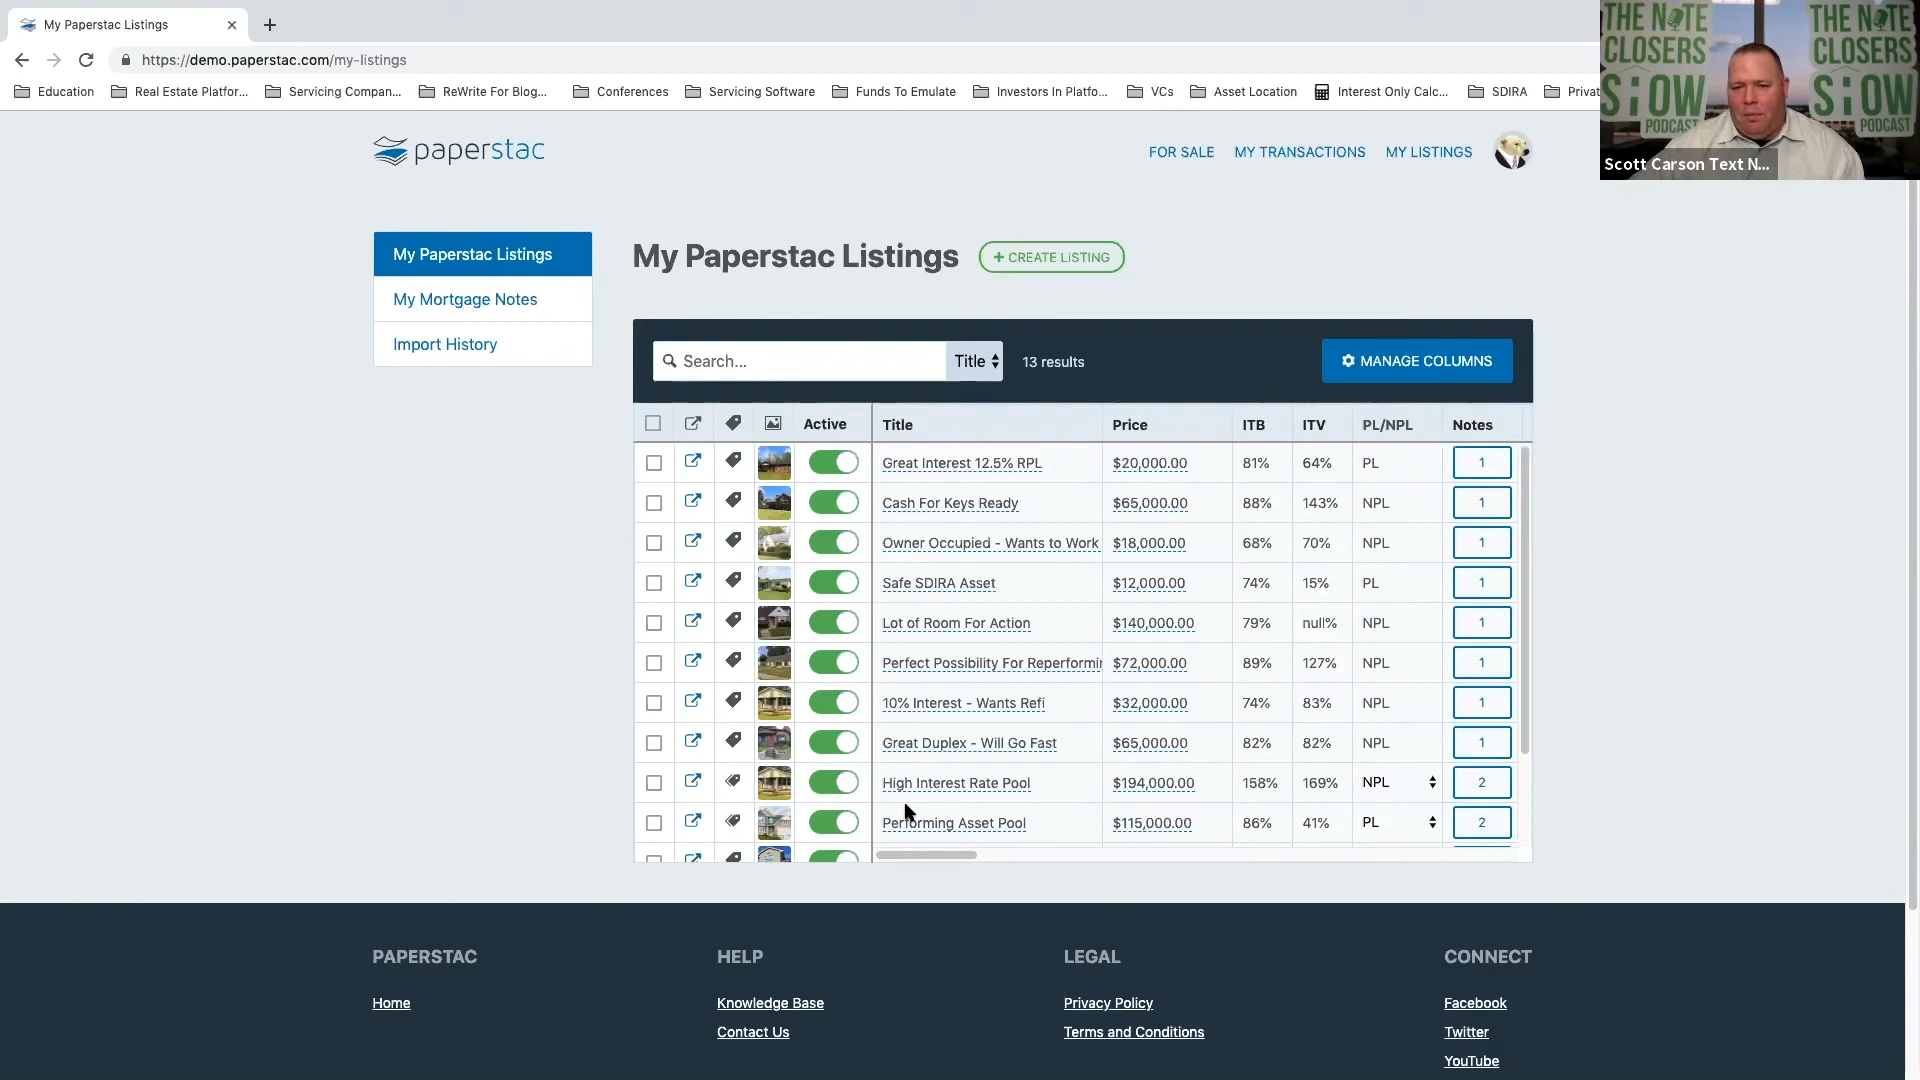 My Paperstac Listings
https://demo.paperstac.com/my-listings
Education Real Estate Platfor... Servicing Compan... ReWrite For Blog... Conferences Servicing Software Funds To Emulate Investors In Platfo... VCs Asset Location Interest Only Calc... SDIRA Privat
THE NOTE CLOSERS SHOW PODCAST
THE NOTE CLOSERS SHOW PODCAST
Scott Carson Text N...
paperstac
FOR SALE MY TRANSACTIONS MY LISTINGS
My Paperstac Listings
My Mortgage Notes
Import History
My Paperstac Listings + CREATE LISTING
Search... Title 13 results MANAGE COLUMNS
Active Title Price ITB ITV PL/NPL Notes
Great Interest 12.5% RPL $20,000.00 81% 64% PL 1
Cash For Keys Ready $65,000.00 88% 143% NPL 1
Owner Occupied - Wants to Work $18,000.00 68% 70% NPL 1
Safe SDIRA Asset $12,000.00 74% 15% PL 1
Lot of Room For Action $140,000.00 79% null% NPL 1
Perfect Possibility For Reperformin $72,000.00 89% 127% NPL 1
10% Interest - Wants Refi $32,000.00 74% 83% NPL 1
Great Duplex - Will Go Fast $65,000.00 82% 82% NPL 1
High Interest Rate Pool $194,000.00 158% 169% NPL 2
Performing Asset Pool $115,000.00 86% 41% PL 2
PAPERSTAC HELP LEGAL CONNECT
Home Knowledge Base Privacy Policy Facebook
Contact Us Terms and Conditions Twitter
YouTube